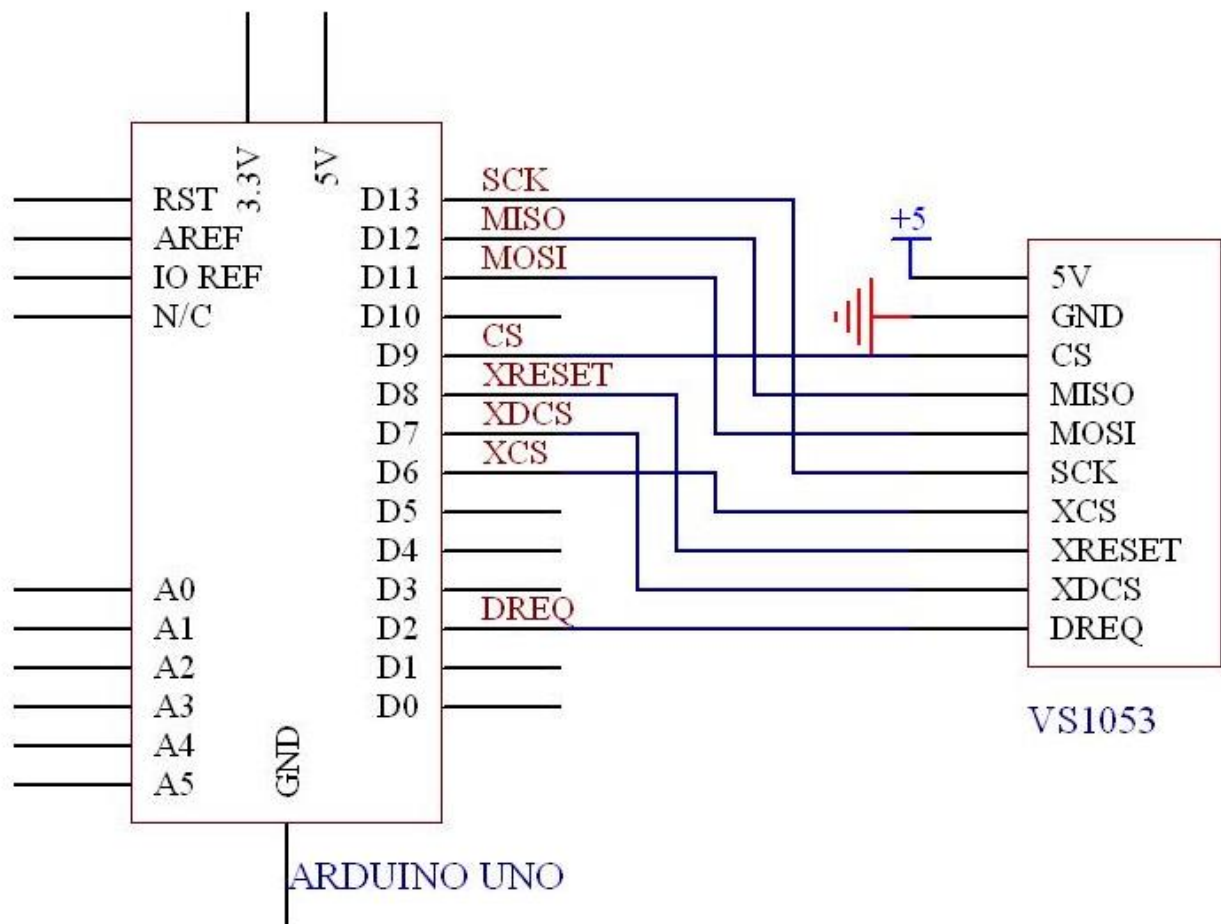 3.3V
5V
RST
AREF
IO REF
N/C
A0
A1
A2
A3
A4
A5
GND
D13
D12
D11
D10
D9
D8
D7
D6
D5
D4
D3
D2
D1
D0
ARDUINO UNO
SCK
MISO
MOSI
CS
XRESET
XDCS
XCS
DREQ
+5
5V
GND
CS
MISO
MOSI
SCK
XCS
XRESET
XDCS
DREQ
VS1053